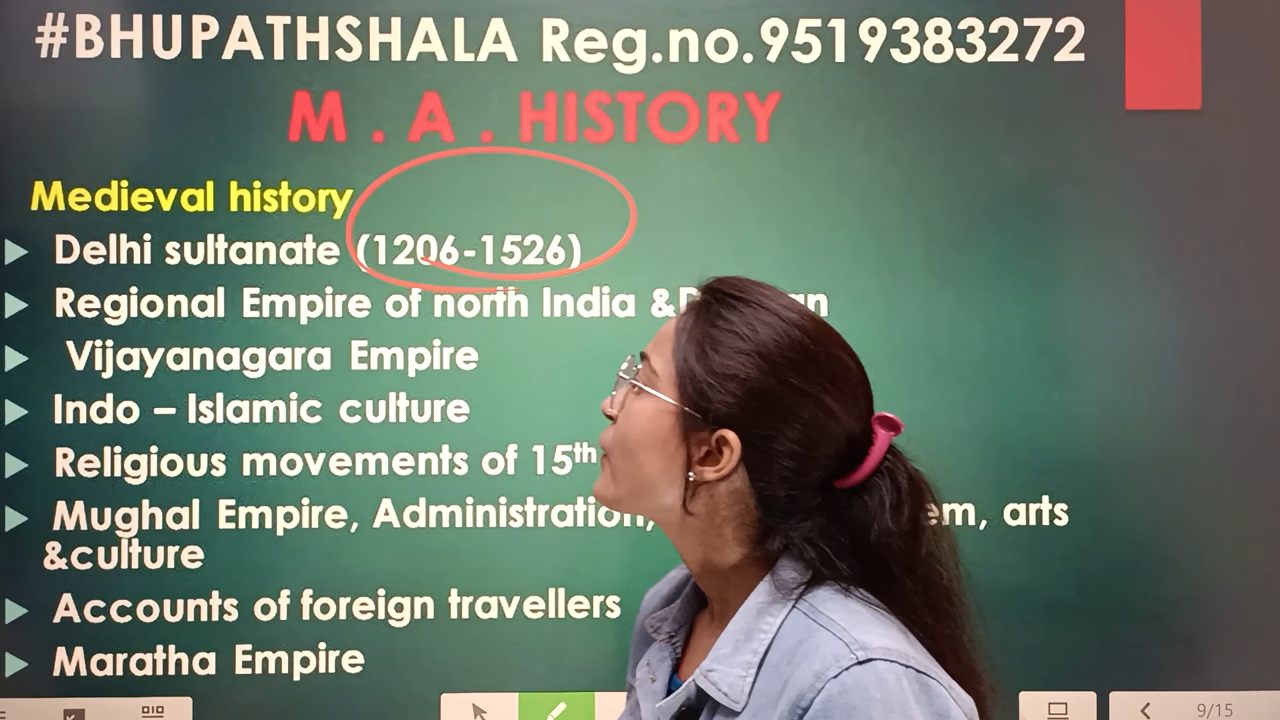 #BHUPATHSHALA Reg.no.9519383272
M . A . HISTORY
Medieval history
Delhi sultanate (1206-1526)
Regional Empire of north India &
Vijayanagara Empire
Indo – Islamic culture
Religious movements of 15th
Mughal Empire, Administration, arts
&culture
Accounts of foreign travellers
Maratha Empire
9/15